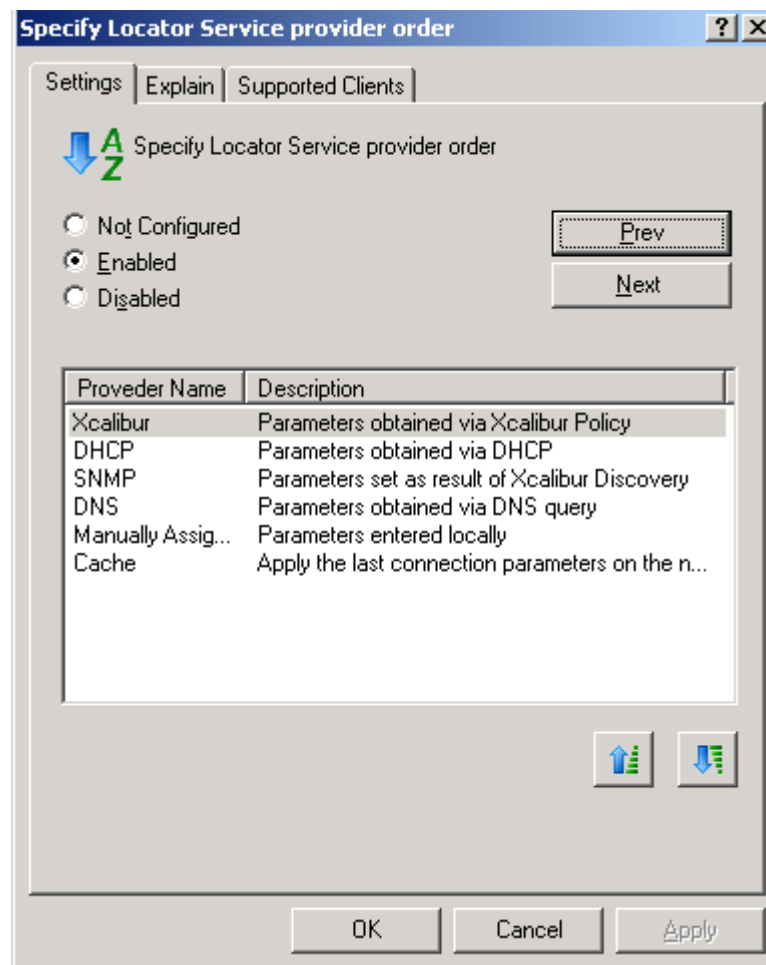 Specify Locator Service provider order
Settings Explain Supported Clients
A
Z
Specify Locator Service provider order
Not Configured
Enabled
Disabled
Prev
Next
Proveder Name Description
Xcalibur Parameters obtained via Xcalibur Policy
DHCP Parameters obtained via DHCP
SNMP Parameters set as result of Xcalibur Discovery
DNS Parameters obtained via DNS query
Manually Assig... Parameters entered locally
Cache Apply the last connection parameters on the n...
OK Cancel Apply